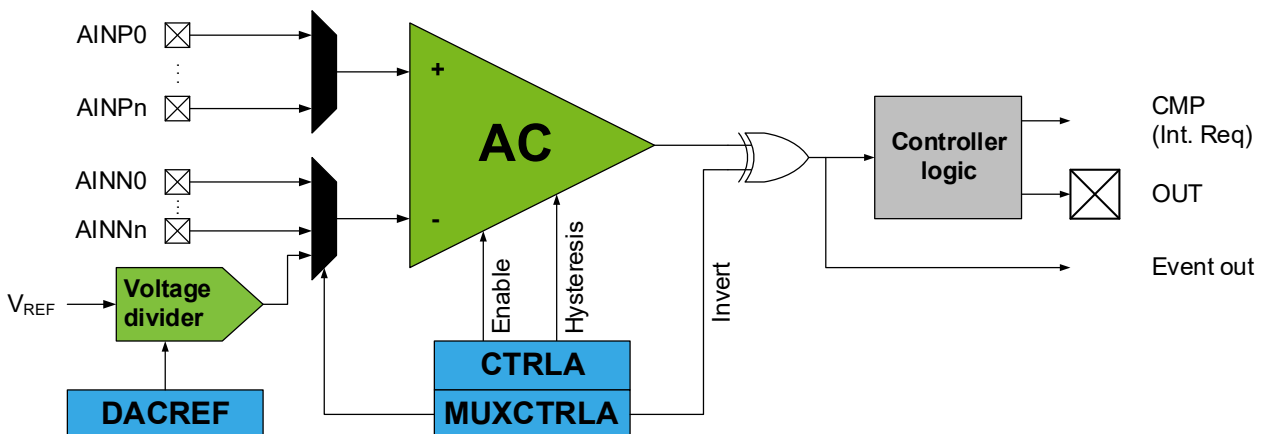 AINP0
AINPn
AINN0
AINNn
VREF
Voltage
divider
DACREF
+
AC
-
Enable
Hysteresis
Invert
CTRLA
MUXCTRLA
Controller
logic
CMP
(Int. Req)
OUT
Event out